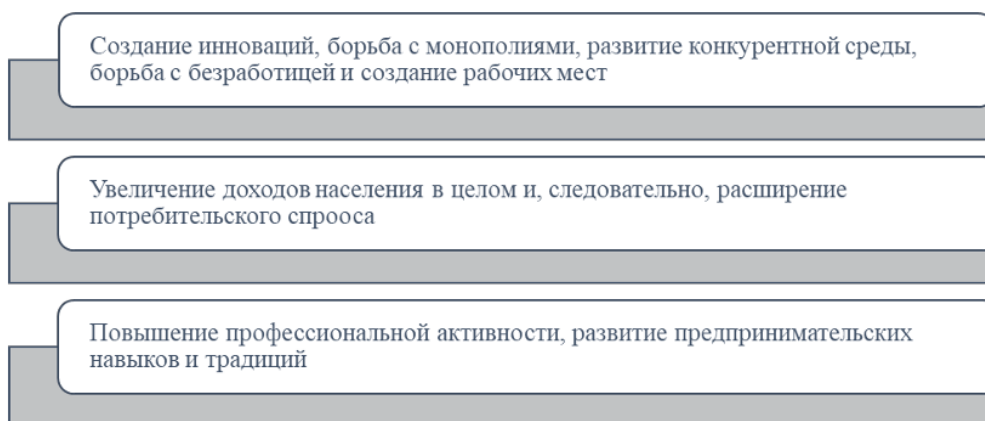 Создание инноваций, борьба с монополиями, развитие конкурентной среды,
борьба с безработицей и создание рабочих мест
Увеличение доходов населения в целом и, следовательно, расширение
потребительского спрооса
Повышение профессиональной активности, развитие предпринимательских
навыков и традиций